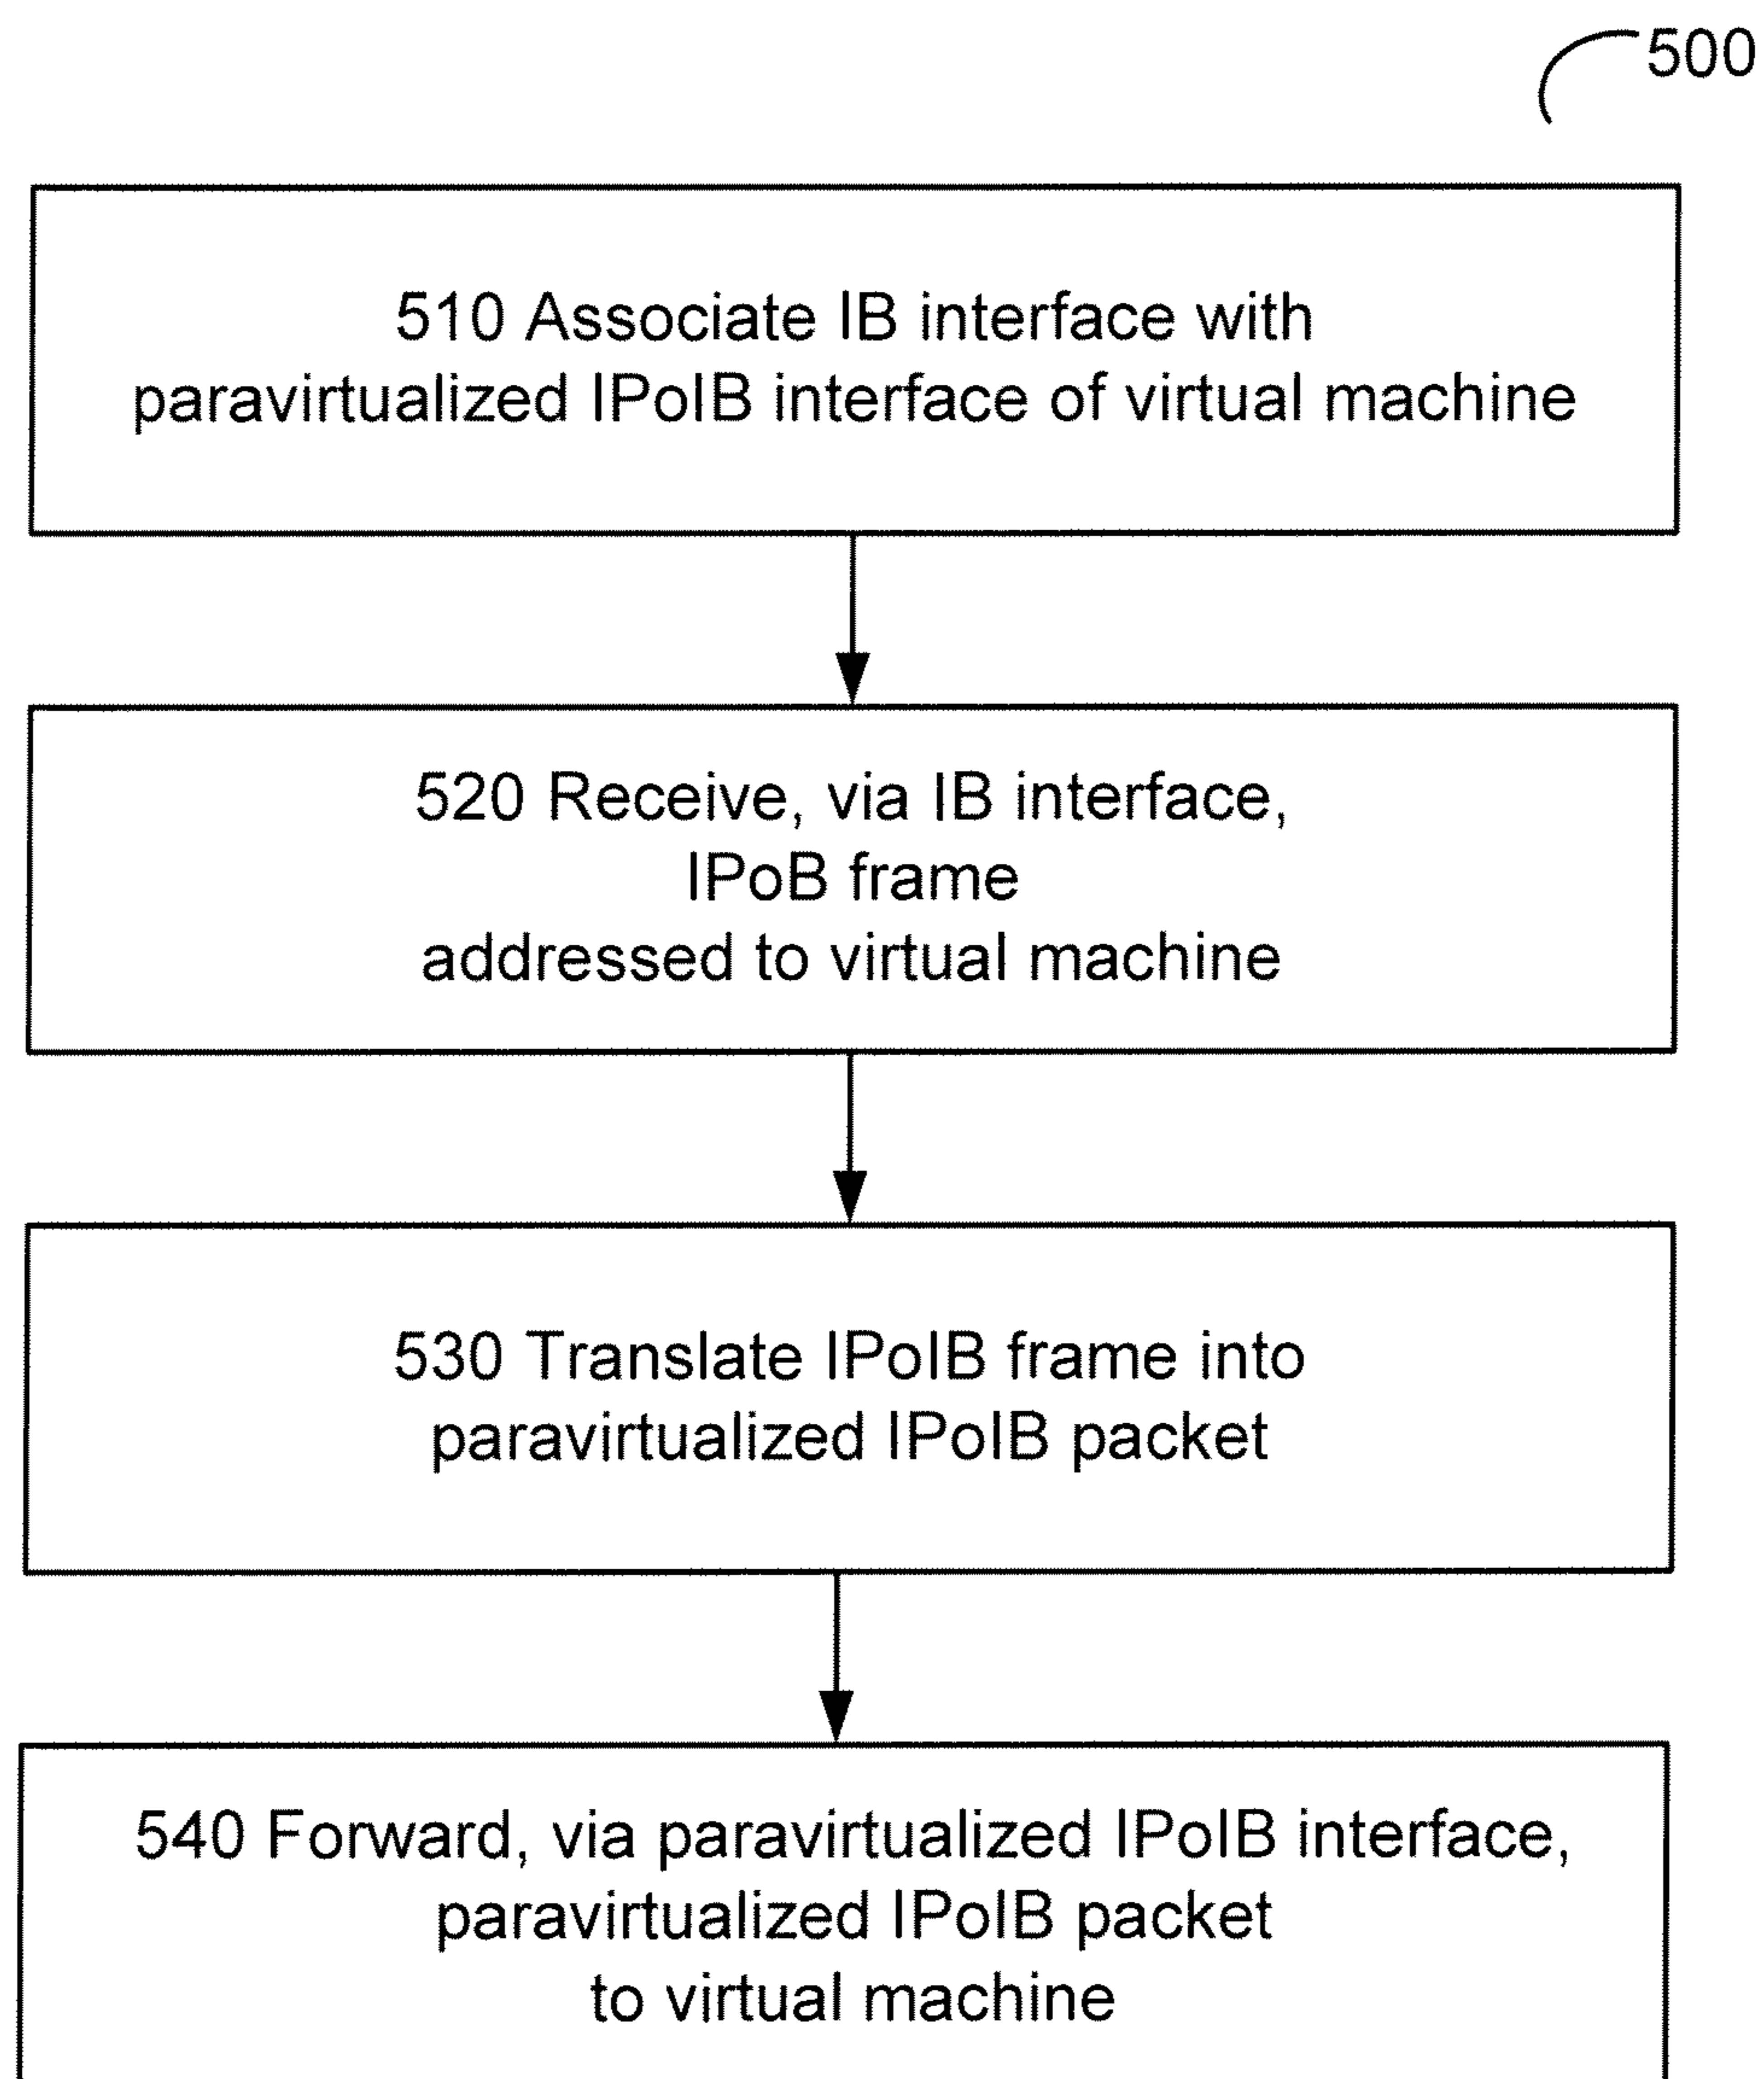 500
510 Associate IB interface with
paravirtualized IPoIB interface of virtual machine
520 Receive, via IB interface,
IPoB frame
addressed to virtual machine
530 Translate IPoIB frame into
paravirtualized IPoIB packet
540 Forward, via paravirtualized IPoIB interface,
paravirtualized IPoIB packet
to virtual machine